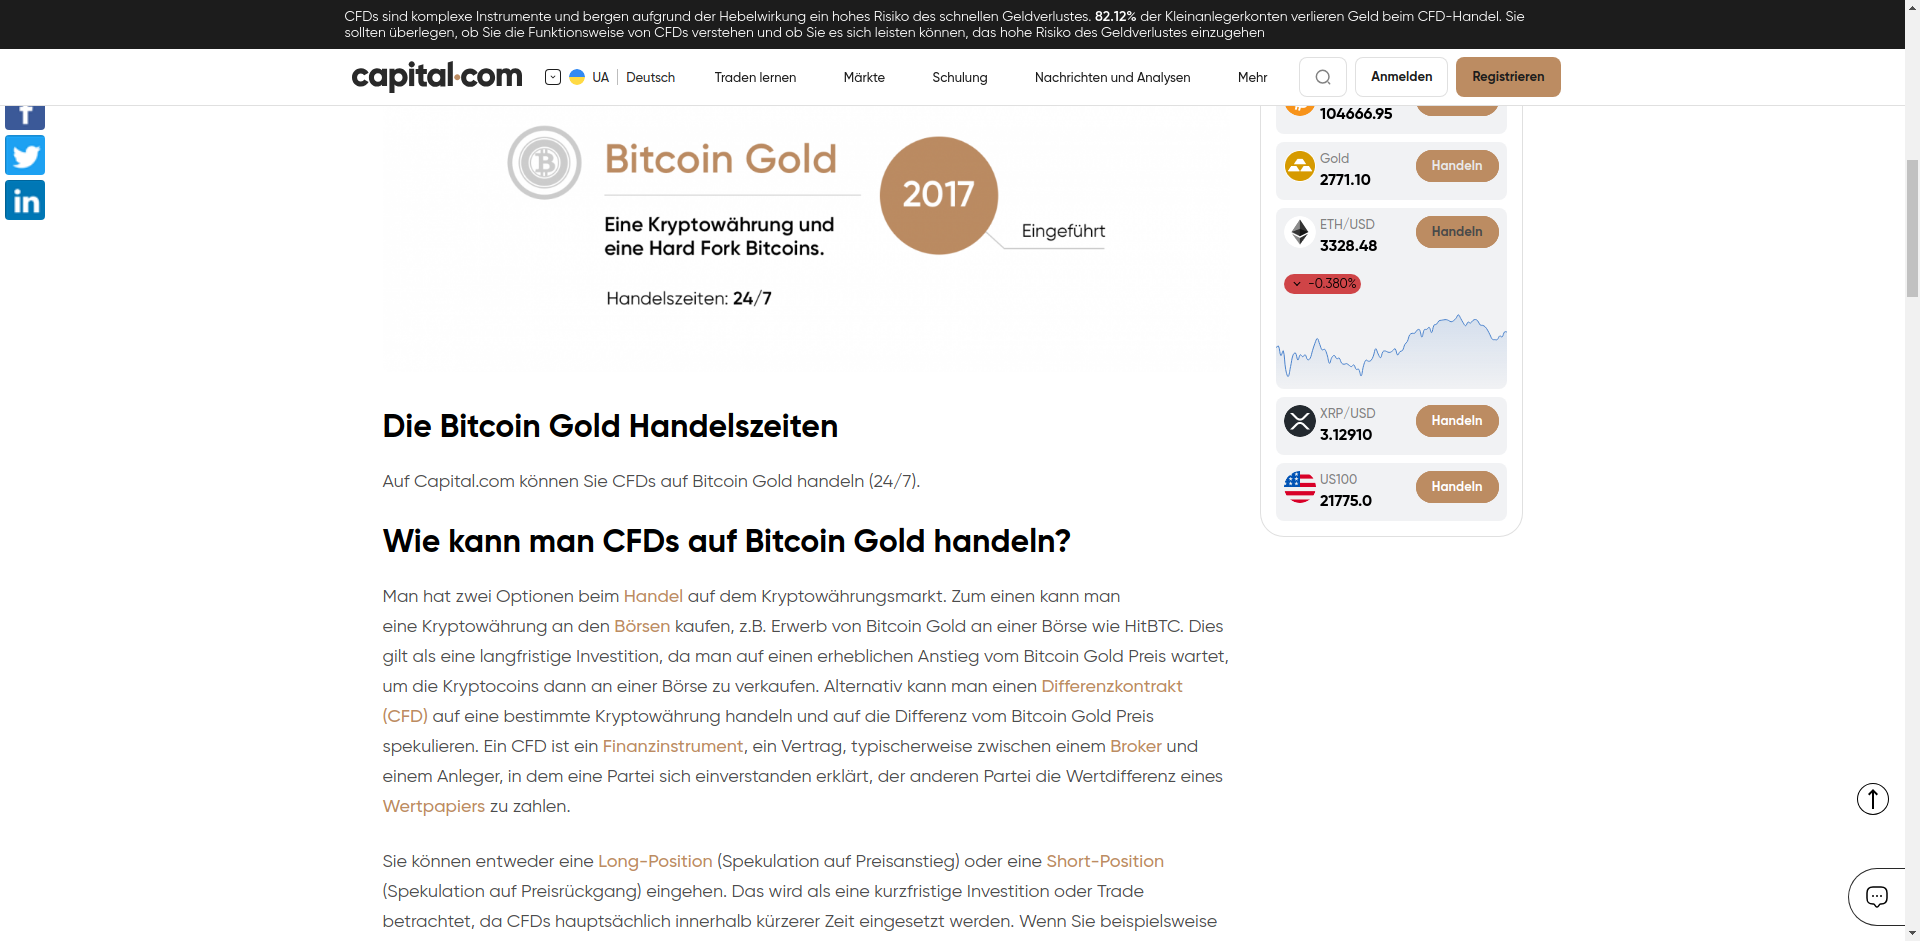 CFDs sind komplexe Instrumente und bergen aufgrund der Hebelwirkung ein hohes Risiko des schnellen Geldverlustes. 82.12% der Kleinanlegerkonten verlieren Geld beim CFD-Handel. Sie
sollten überlegen, ob Sie die Funktionsweise von CFDs verstehen und ob Sie es sich leisten können, das hohe Risiko des Geldverlustes einzugehen
capital.com
UA
Deutsch
Traden lernen
Märkte
Schulung
Nachrichten und Analysen
Mehr
Anmelden
Registrieren
Bitcoin Gold
Eine Kryptowährung und
eine Hard Fork Bitcoins.
Handelszeiten: 24/7
2017
Eingeführt
Die Bitcoin Gold Handelszeiten
Auf Capital.com können Sie CFDs auf Bitcoin Gold handeln (24/7).
Wie kann man CFDs auf Bitcoin Gold handeln?
Man hat zwei Optionen beim Handel auf dem Kryptowährungsmarkt. Zum einen kann man
eine Kryptowährung an den Börsen kaufen, z.B. Erwerb von Bitcoin Gold an einer Börse wie HitBTC. Dies
gilt als eine langfristige Investition, da man auf einen erheblichen Anstieg vom Bitcoin Gold Preis wartet,
um die Kryptocoins dann an einer Börse zu verkaufen. Alternativ kann man einen Differenzkontrakt
(CFD) auf eine bestimmte Kryptowährung handeln und auf die Differenz vom Bitcoin Gold Preis
spekulieren. Ein CFD ist ein Finanzinstrument, ein Vertrag, typischerweise zwischen einem Broker und
einem Anleger, in dem eine Partei sich einverstanden erklärt, der anderen Partei die Wertdifferenz eines
Wertpapiers zu zahlen.
Sie können entweder eine Long-Position (Spekulation auf Preisanstieg) oder eine Short-Position
(Spekulation auf Preisrückgang) eingehen. Das wird als eine kurzfristige Investition oder Trade
betrachtet, da CFDs hauptsächlich innerhalb kürzerer Zeit eingesetzt werden. Wenn Sie beispielsweise
104666.95
Gold
2771.10
Handeln
ETH/USD
3328.48
Handeln
-0.380%
XRP/USD
3.12910
Handeln
US100
21775.0
Handeln